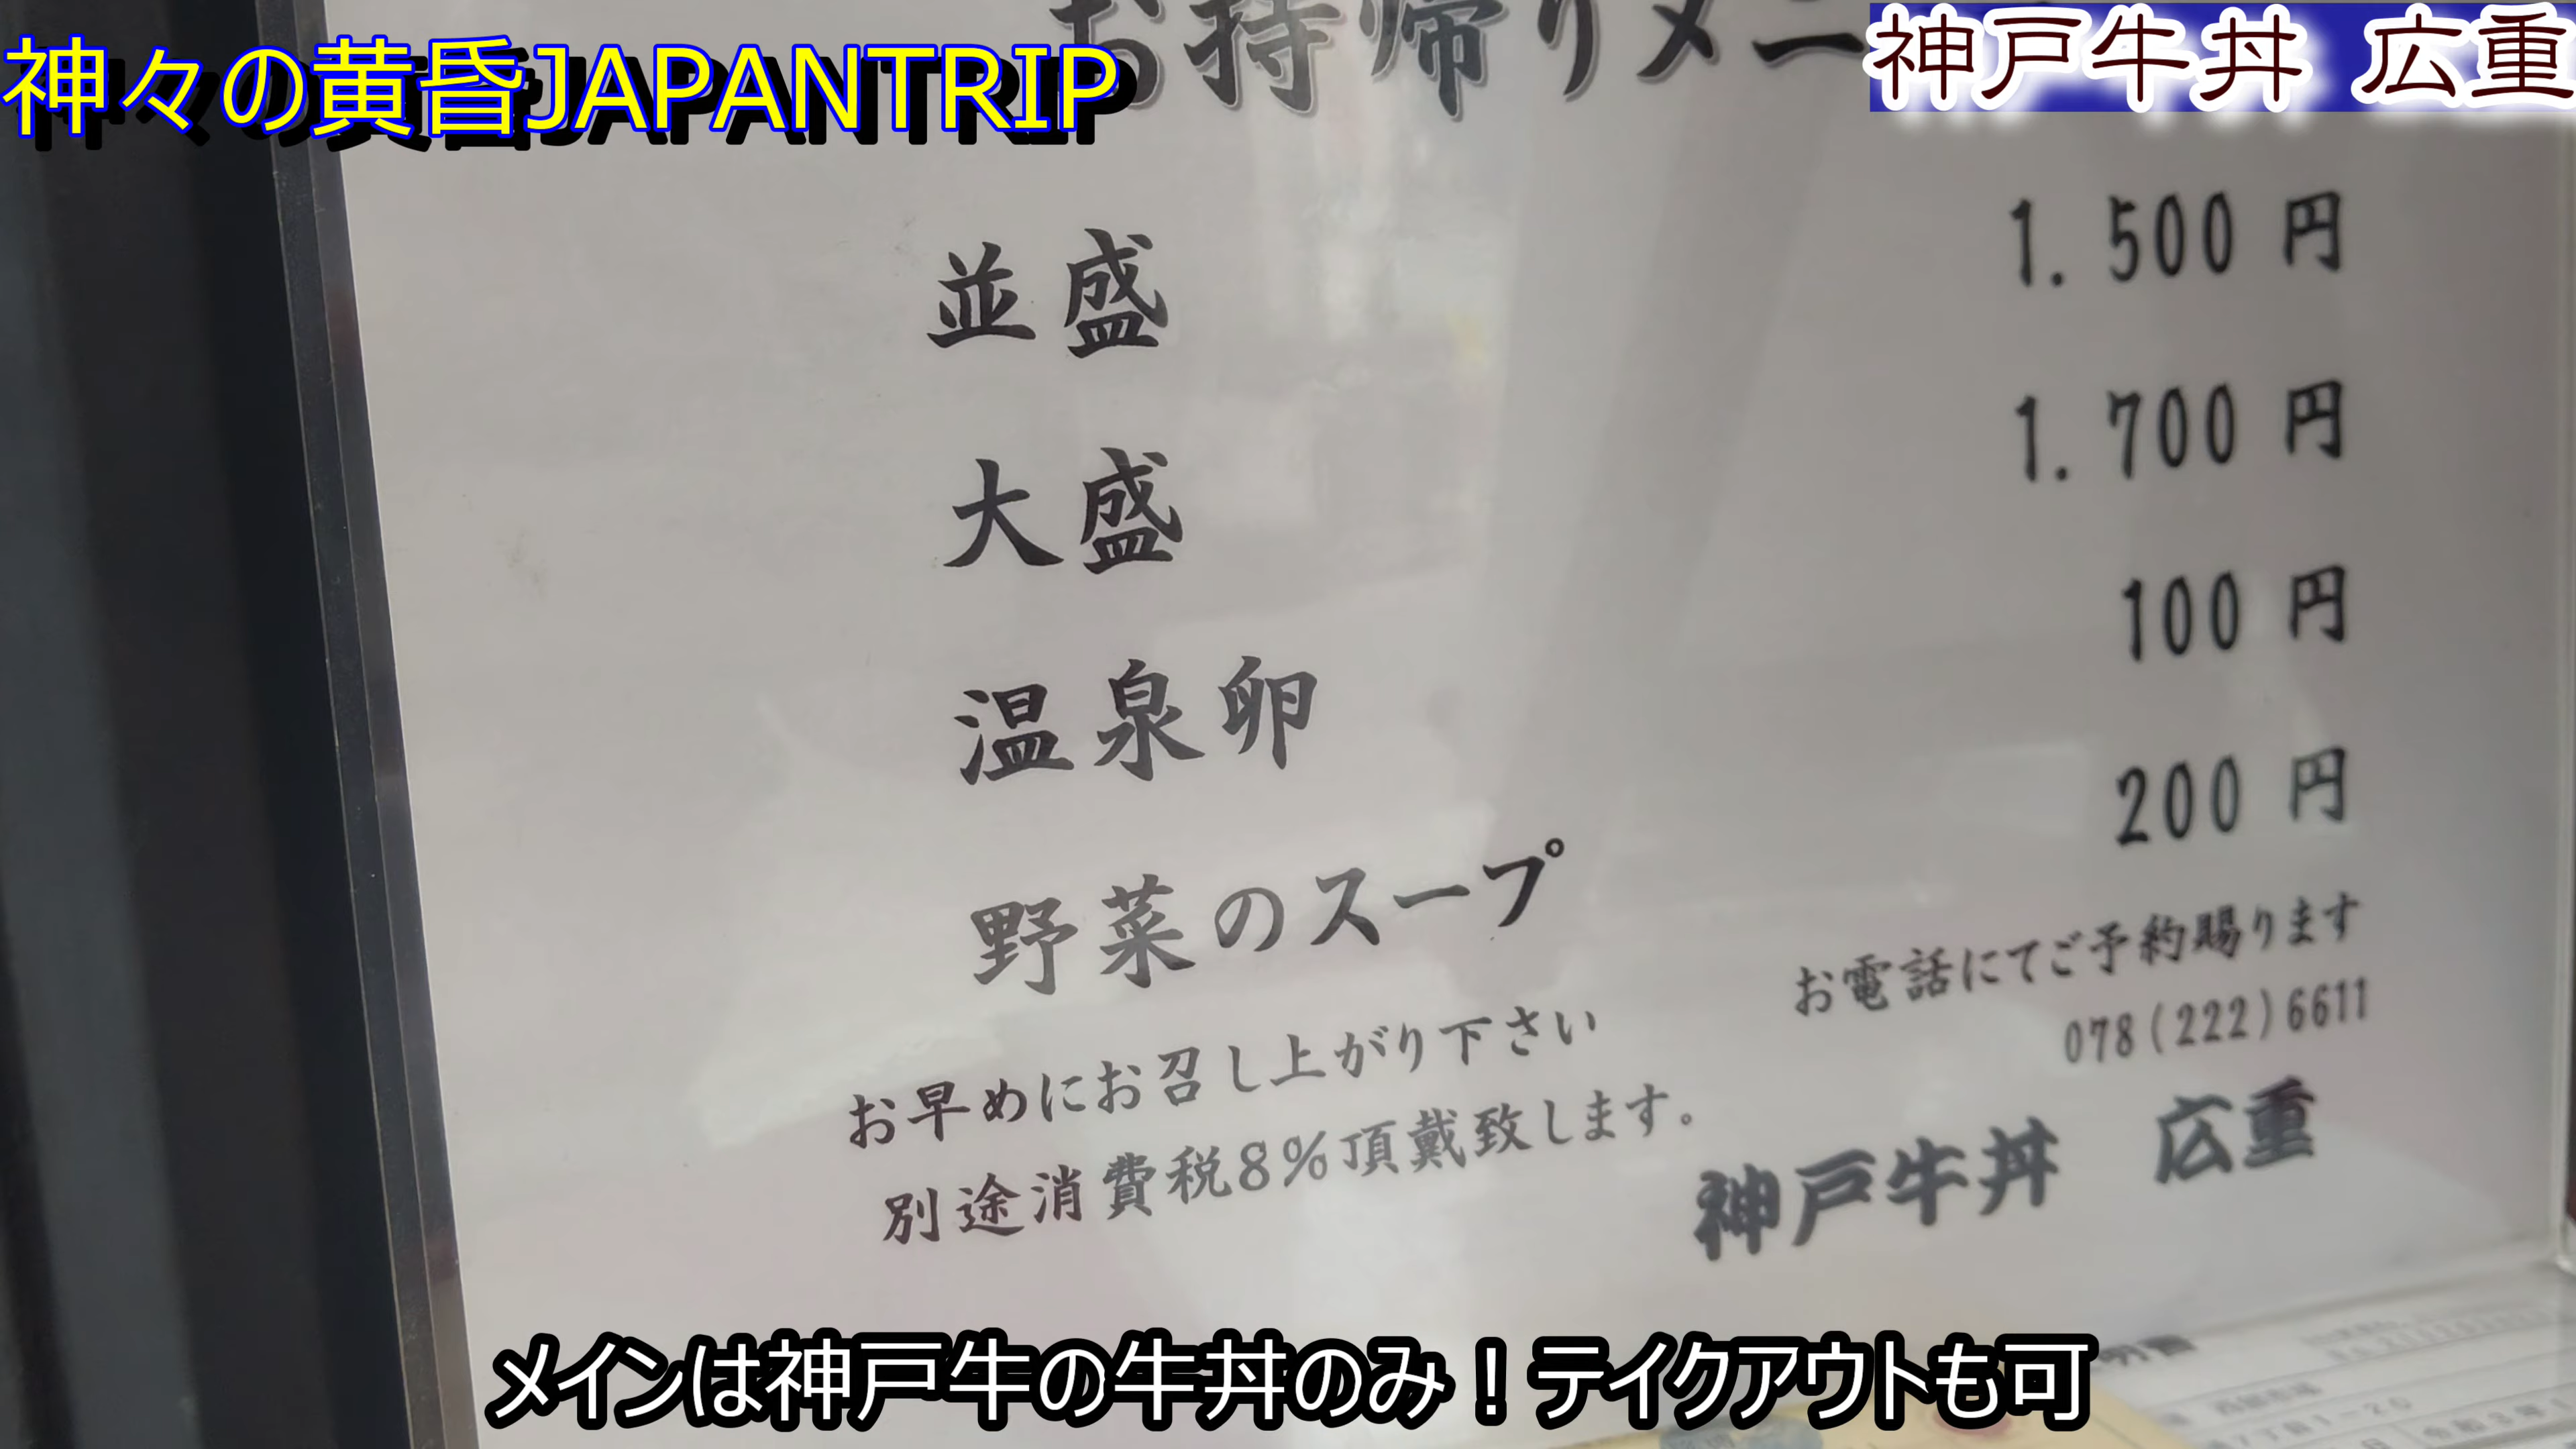 神々の黄昏JAPANTRIP
神戸牛丼 広重
お持帰りメニ
並盛 1.500 円
大盛 1.700 円
温泉卵 100 円
野菜のスープ 200 円
お電話にてご予約賜ります
078(222)6611
お早めにお召し上がり下さい
別途消費税8%頂戴致します。
神戸牛丼 広重
メインは神戸牛の牛丼のみ！テイクアウトも可